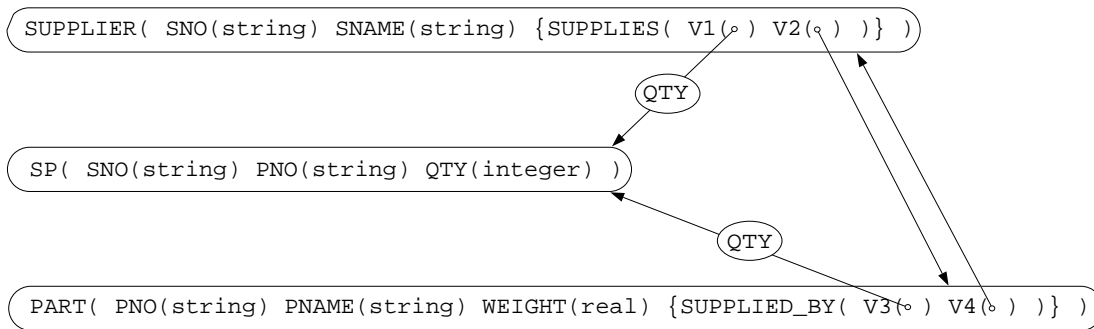 SUPPLIER( SNO(string) SNAME(string) {SUPPLIES( V1( ) V2( ) )} )
QTY
SP( SNO(string) PNO(string) QTY(integer) )
QTY
PART( PNO(string) PNAME(string) WEIGHT(real) {SUPPLIED_BY( V3( ) V4( ) )} )